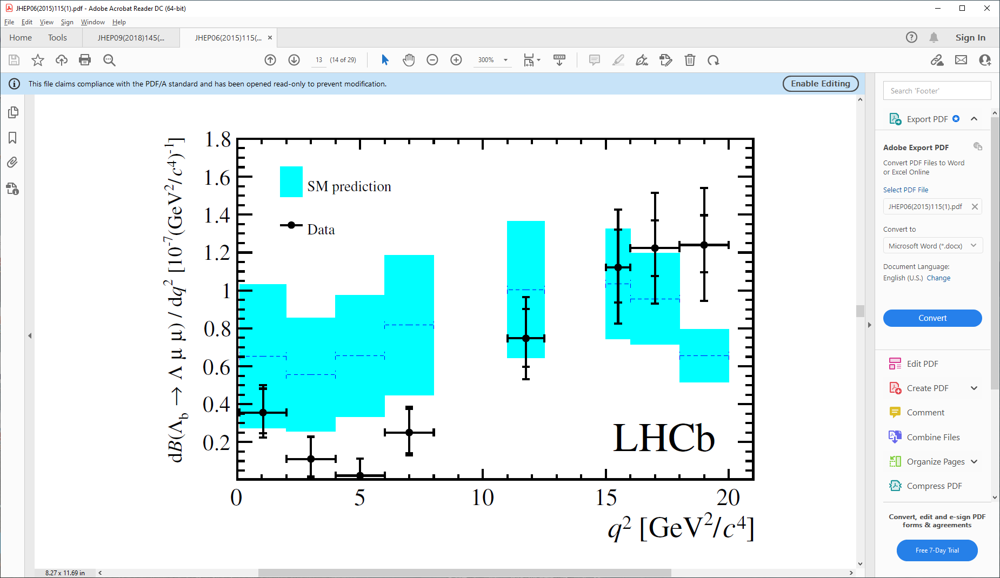 JHEP06(2015)115(1).pdf - Adobe Acrobat Reader DC (64-bit)
File Edit View Sign Window Help
Home Tools JHEP09(2018)145(... JHEP06(2015)115(... ×
13 (14 of 29) 300%
Sign In
This file claims compliance with the PDF/A standard and has been opened read-only to prevent modification.
Enable Editing
dB(Λb → Λ μ μ) / dq² [10⁻⁷(GeV²/c⁴)⁻¹]
1.8
1.6
1.4
1.2
1
0.8
0.6
0.4
0.2
SM prediction
Data
LHCb
0 5 10 15 20
q² [GeV²/c⁴]
8.27 x 11.69 in
Search 'Footer'
Export PDF
Adobe Export PDF
Convert PDF Files to Word
or Excel Online
Select PDF File
JHEP06(2015)115(1).pdf
Convert to
Microsoft Word (*.docx)
Document Language:
English (U.S.) Change
Convert
Edit PDF
Create PDF
Comment
Combine Files
Organize Pages
Compress PDF
Convert, edit and e-sign PDF
forms & agreements
Free 7-Day Trial